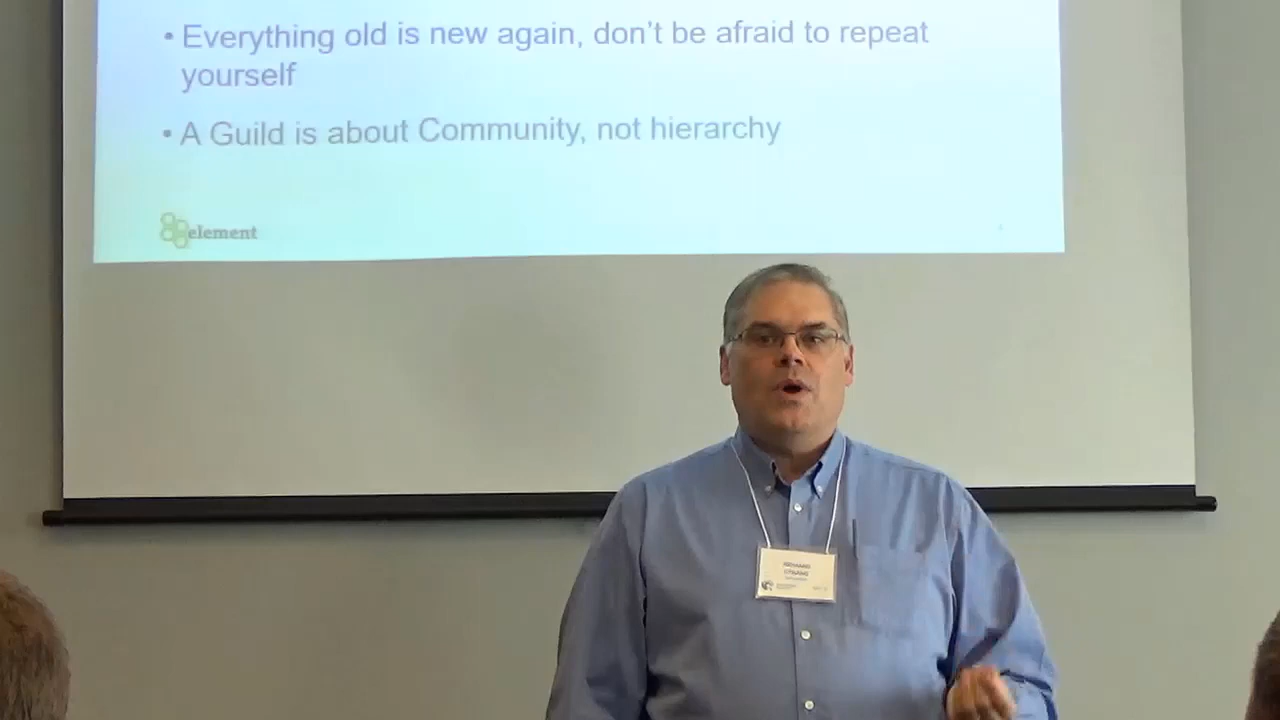 • Everything old is new again, don't be afraid to repeat
yourself
• A Guild is about Community, not hierarchy
element